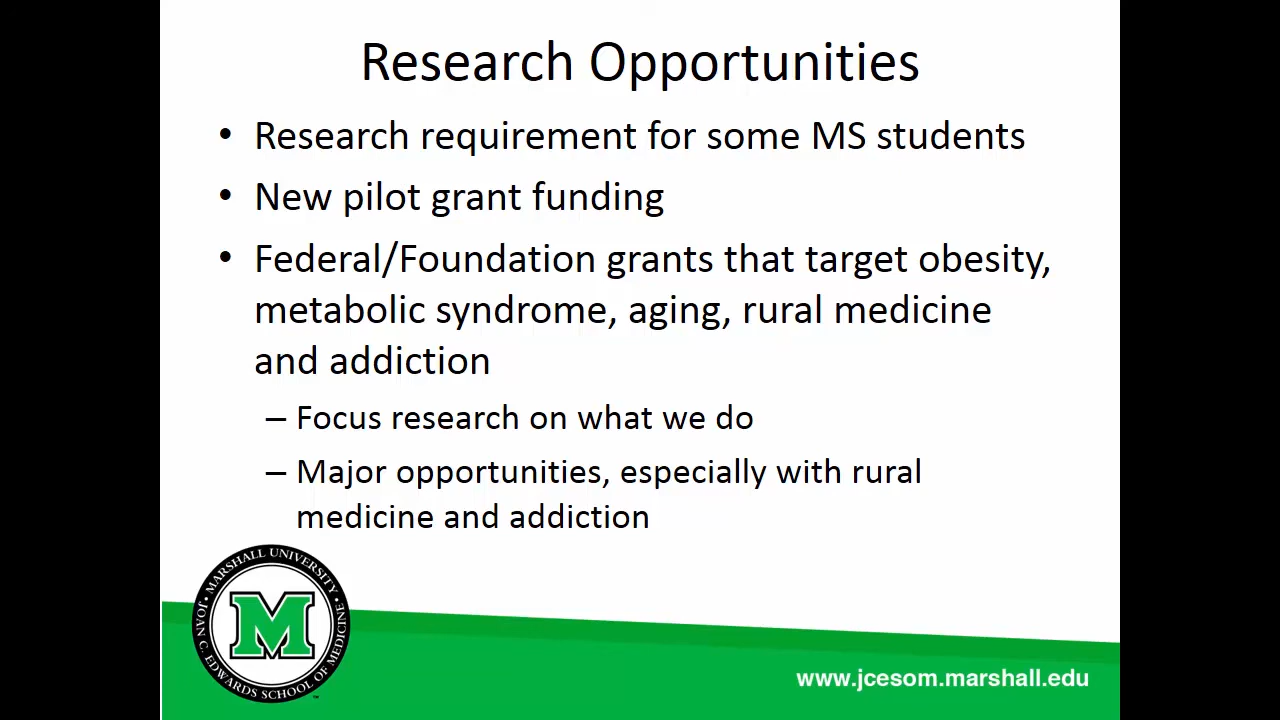 Research Opportunities
• Research requirement for some MS students
• New pilot grant funding
• Federal/Foundation grants that target obesity,
metabolic syndrome, aging, rural medicine
and addiction
– Focus research on what we do
– Major opportunities, especially with rural
medicine and addiction
MARSHALL UNIVERSITY
JOAN C. EDWARDS SCHOOL OF MEDICINE
M
www.jcesom.marshall.edu